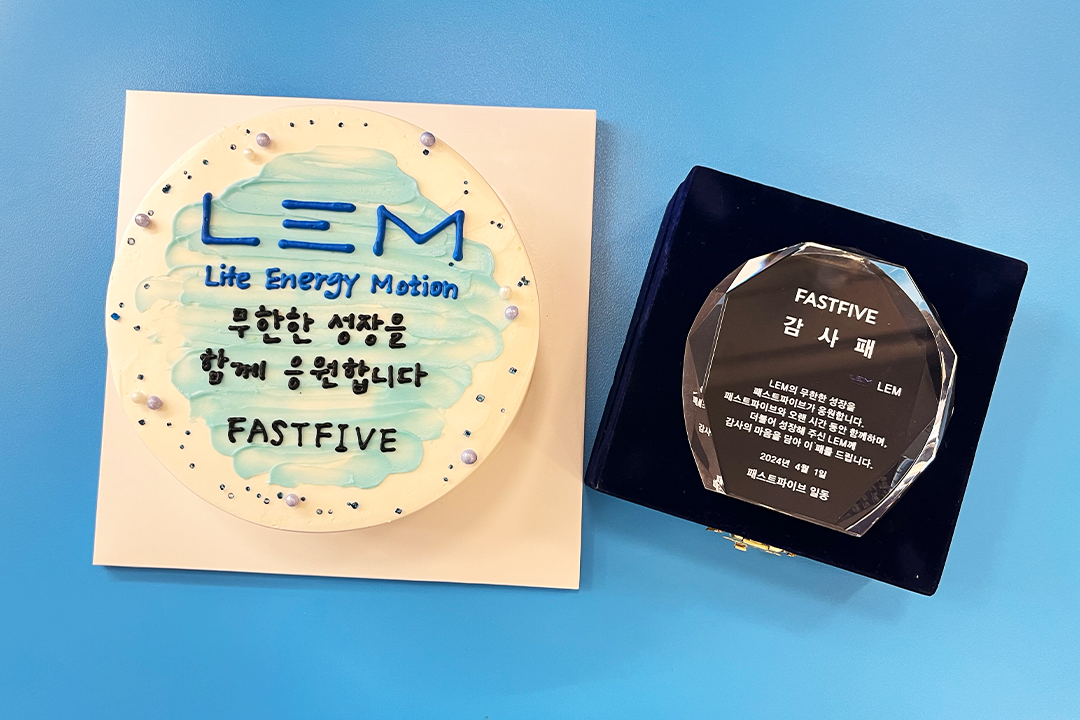 LEM
Life Energy Motion
무한한 성장을
함께 응원합니다
FASTFIVE
FASTFIVE
감 사 패
LEM LEM
LEM의 무한한 성장을
패스트파이브가 응원합니다.
패스트파이브와 오랜 시간 동안 함께하며,
더불어 성장해 주신 LEM께
감사의 마음을 담아 이 패를 드립니다.
2024년 4월 1일
패스트파이브 일동